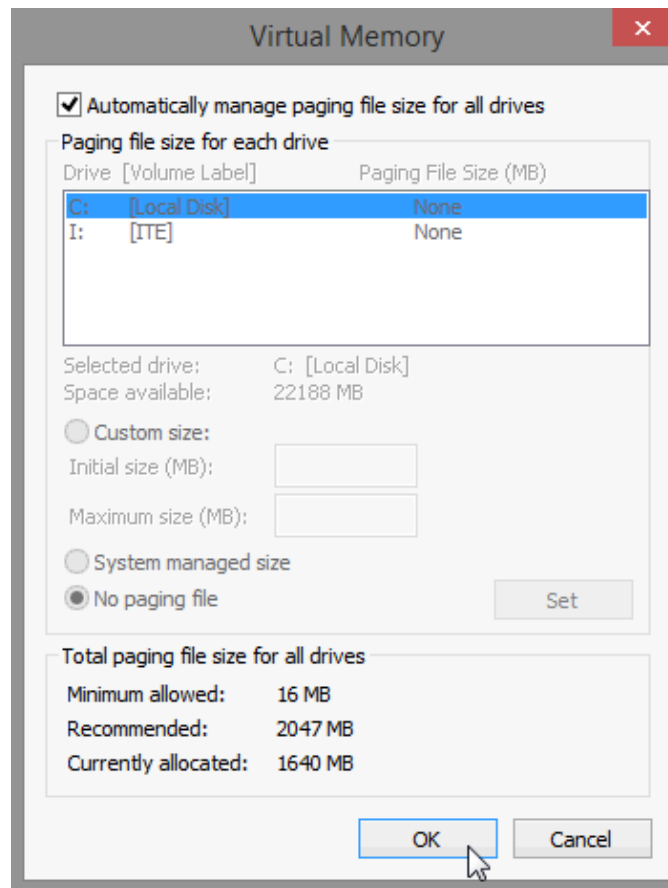 Virtual Memory
Automatically manage paging file size for all drives
Paging file size for each drive
Drive [Volume Label] Paging File Size (MB)
C: [Local Disk] None
I: [ITE] None
Selected drive: C: [Local Disk]
Space available: 22188 MB
Custom size:
Initial size (MB):
Maximum size (MB):
System managed size
No paging file Set
Total paging file size for all drives
Minimum allowed: 16 MB
Recommended: 2047 MB
Currently allocated: 1640 MB
OK Cancel